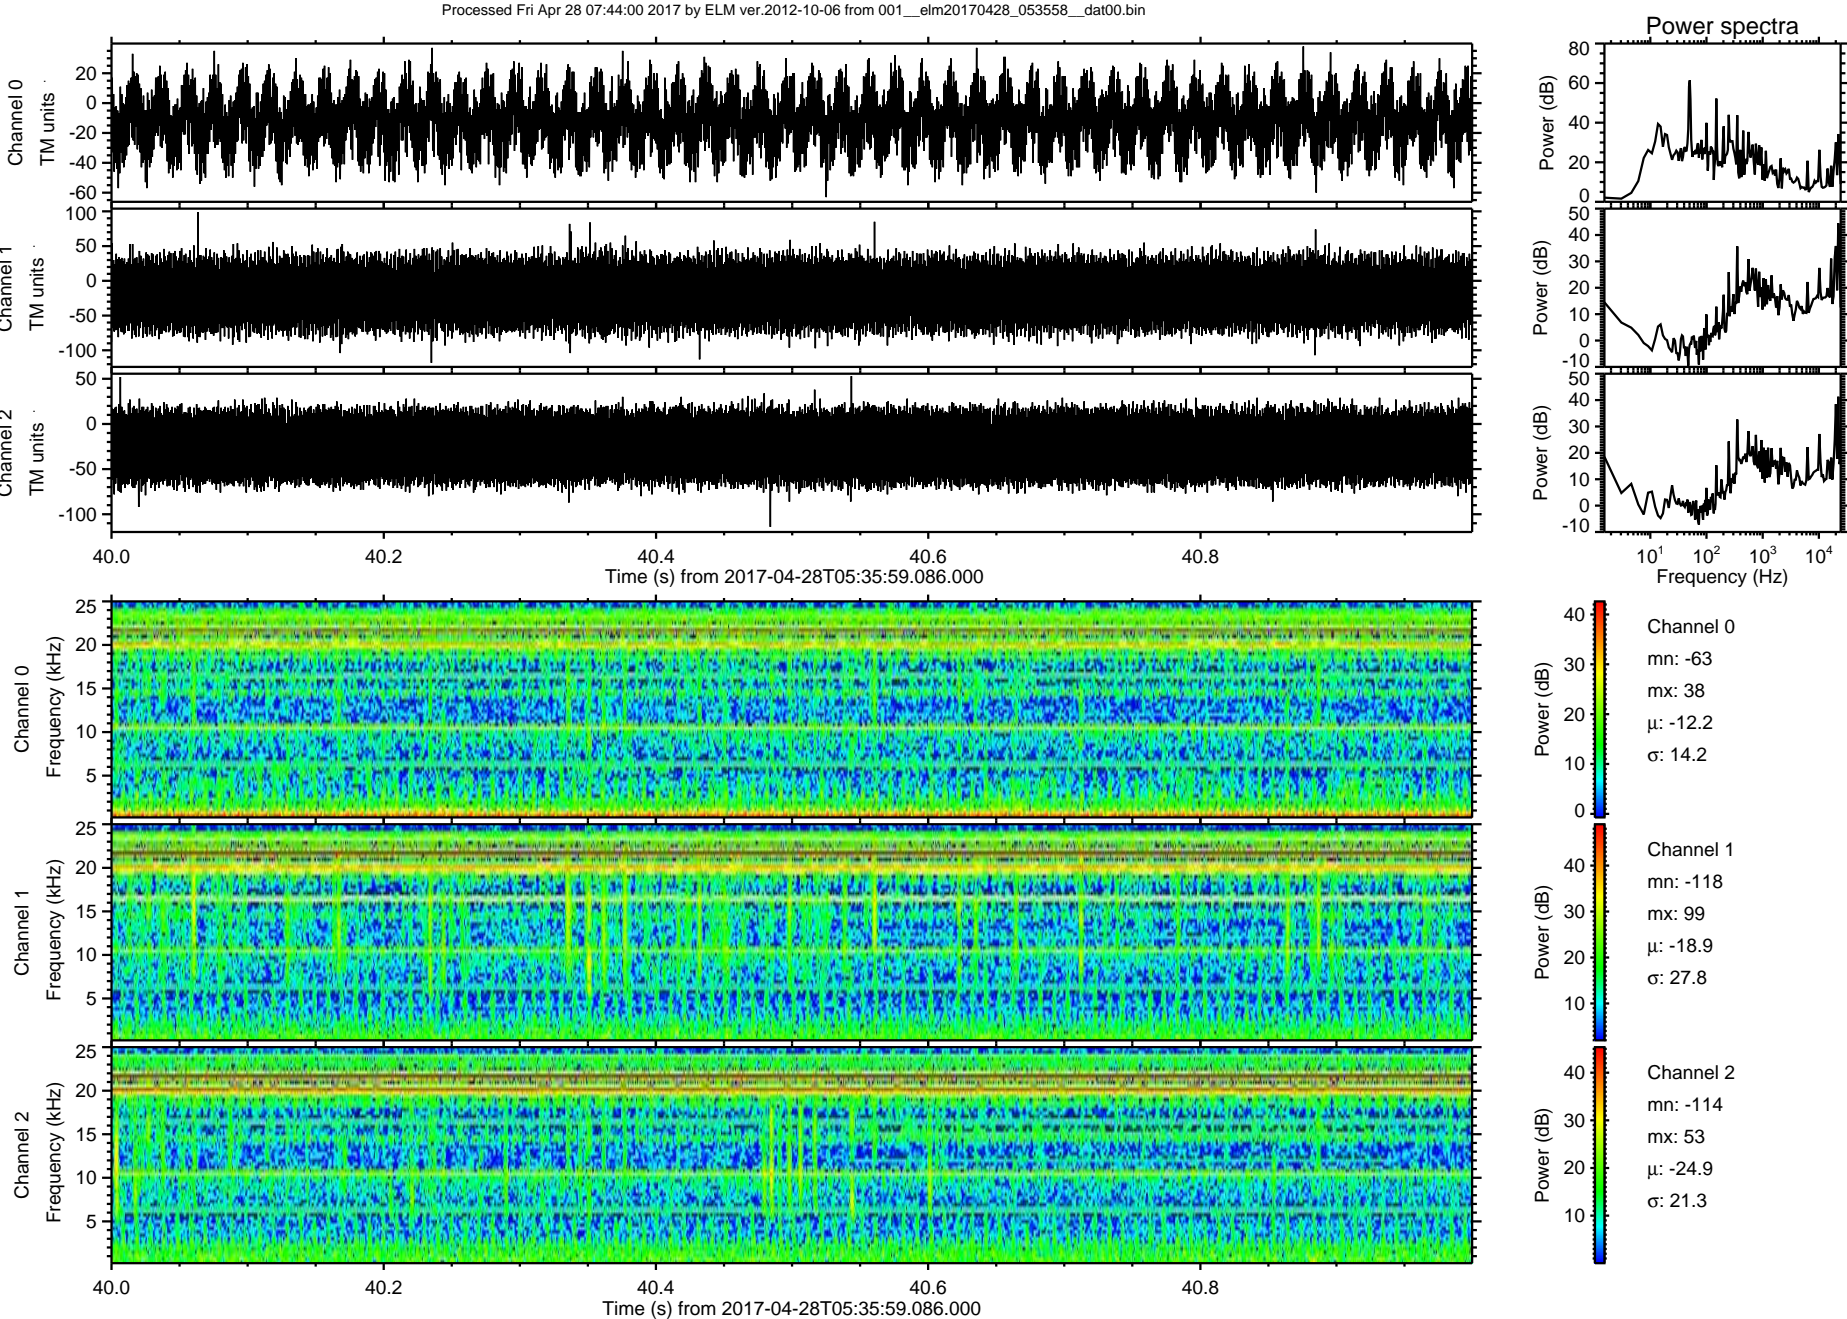 Processed Fri Apr 28 07:44:00 2017 by ELM ver.2012-10-06 from 001__elm20170428_053558__dat00.bin
Power spectra
Channel 0
TM units
20
0
-20
-40
-60
Power (dB)
80
60
40
20
0
Channel 1
TM units
100
50
0
-50
-100
Power (dB)
50
40
30
20
10
0
-10
Channel 2
TM units
50
0
-50
-100
Power (dB)
50
40
30
20
10
0
-10
40.0 40.2 40.4 40.6 40.8
Time (s) from 2017-04-28T05:35:59.086.000
10^1 10^2 10^3 10^4
Frequency (Hz)
Channel 0
Frequency (kHz)
25
20
15
10
5
Power (dB)
40
30
20
10
0
Channel 0
mn: -63
mx: 38
μ: -12.2
σ: 14.2
Channel 1
Frequency (kHz)
25
20
15
10
5
Power (dB)
40
30
20
10
Channel 1
mn: -118
mx: 99
μ: -18.9
σ: 27.8
Channel 2
Frequency (kHz)
25
20
15
10
5
Power (dB)
40
30
20
10
Channel 2
mn: -114
mx: 53
μ: -24.9
σ: 21.3
40.0 40.2 40.4 40.6 40.8
Time (s) from 2017-04-28T05:35:59.086.000